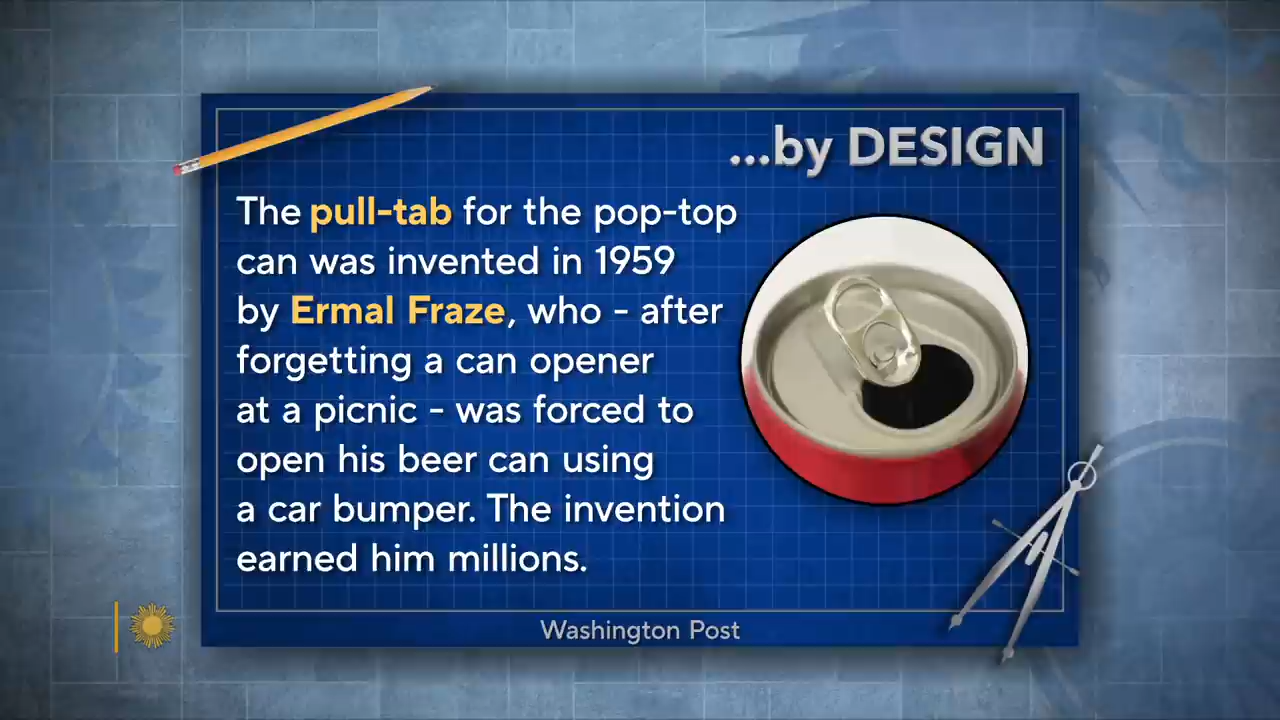 ...by DESIGN
The pull-tab for the pop-top
can was invented in 1959
by Ermal Fraze, who - after
forgetting a can opener
at a picnic - was forced to
open his beer can using
a car bumper. The invention
earned him millions.
Washington Post